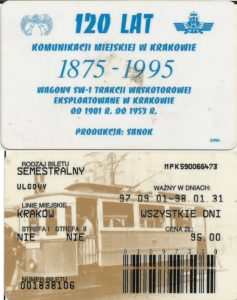 120 LAT
KOMUNIKACJI MIEJSKIEJ W KRAKOWIE
1875-1995
WAGONY SW-1 TRAKCJI WĄSKOTOROWEJ
EKSPLOATOWANE W KRAKOWIE
OD 1901 R. DO 1953 R.
PRODUKCJA: SANOK
RODZAJ BILETU
SEMESTRALNY
MPKS90066473
ULGOWY
WAŻNY W DNIACH:
97.09.01-98.01.31
LINIE MIEJSKIE
KRAKÓW
WSZYSTKIE DNI
STREFA I STREFA II
NIE NIE
CENA ZŁ:
95.00
NUMER BILETU
001838106